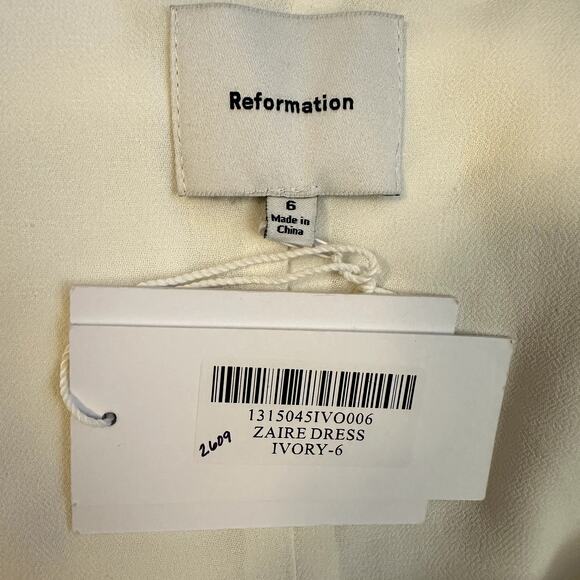 Reformation
6
Made in
China
1315045IVO006
ZAIRE DRESS
IVORY-6
2609